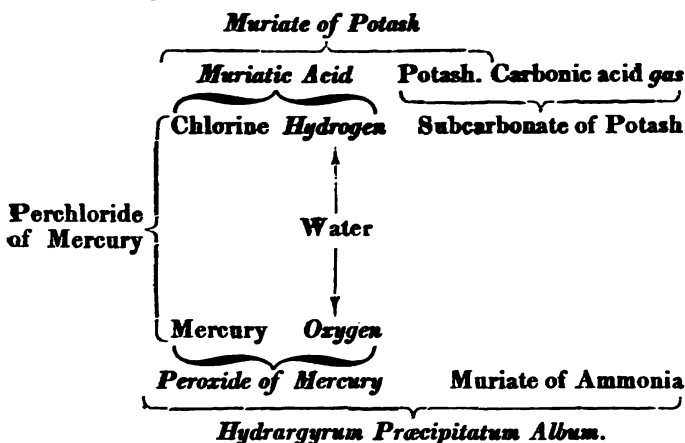 Muriate of Potash
Muriatic Acid Potash. Carbonic acid gas
Chlorine Hydrogen Subcarbonate of Potash
Perchloride
of Mercury
Water
Mercury Oxygen
Peroxide of Mercury Muriate of Ammonia
Hydrargyrum Præcipitatum Album.